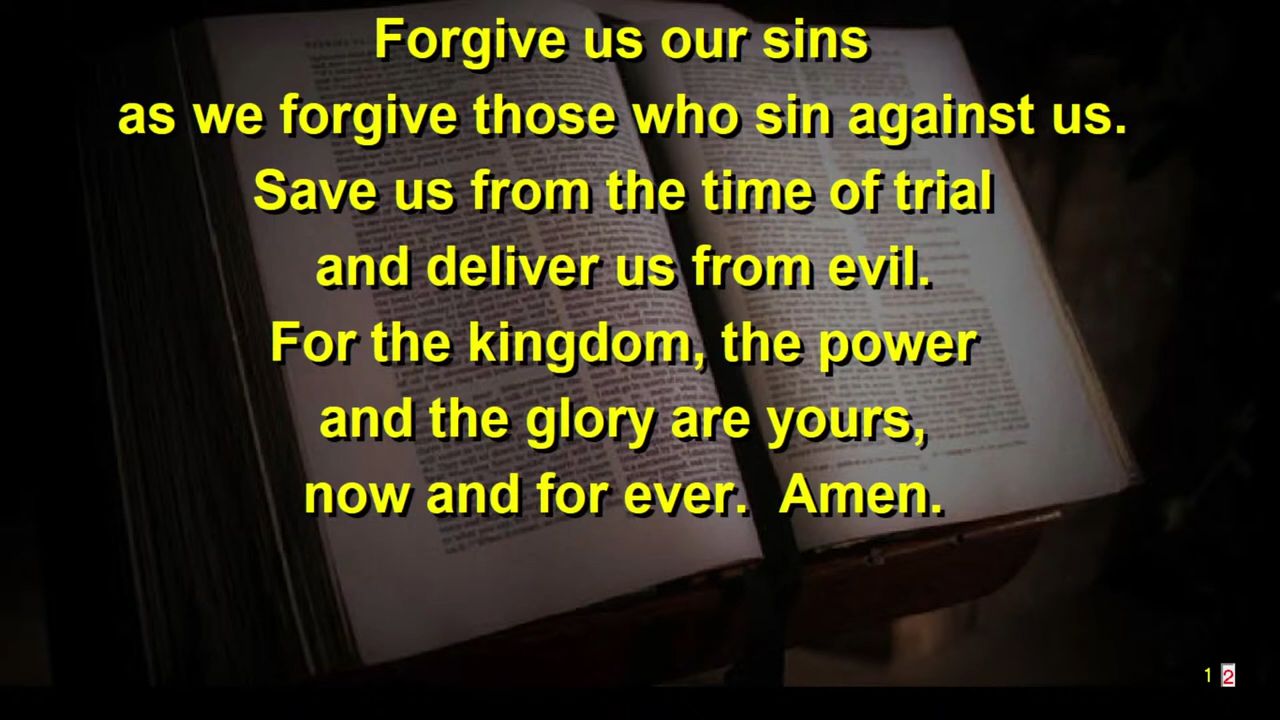 Forgive us our sins
as we forgive those who sin against us.
Save us from the time of trial
and deliver us from evil.
For the kingdom, the power
and the glory are yours,
now and for ever.  Amen.
1 2